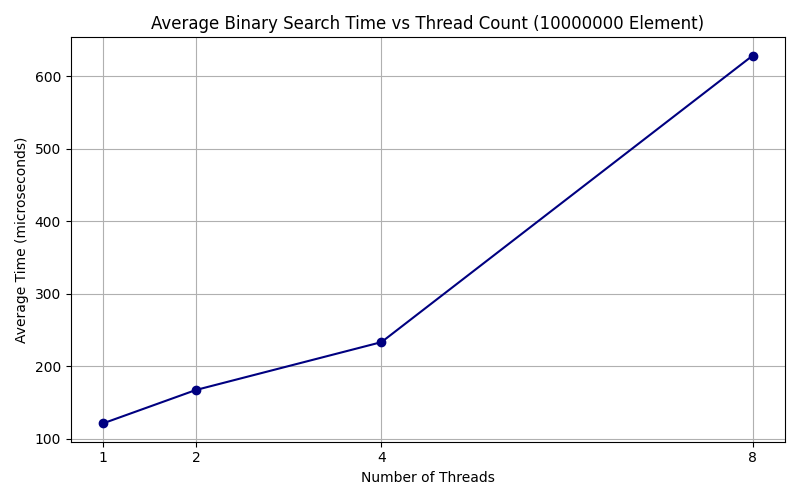 Average Binary Search Time vs Thread Count (10000000 Element)
600
500
400
300
200
100
Average Time (microseconds)
1 2 4 8
Number of Threads